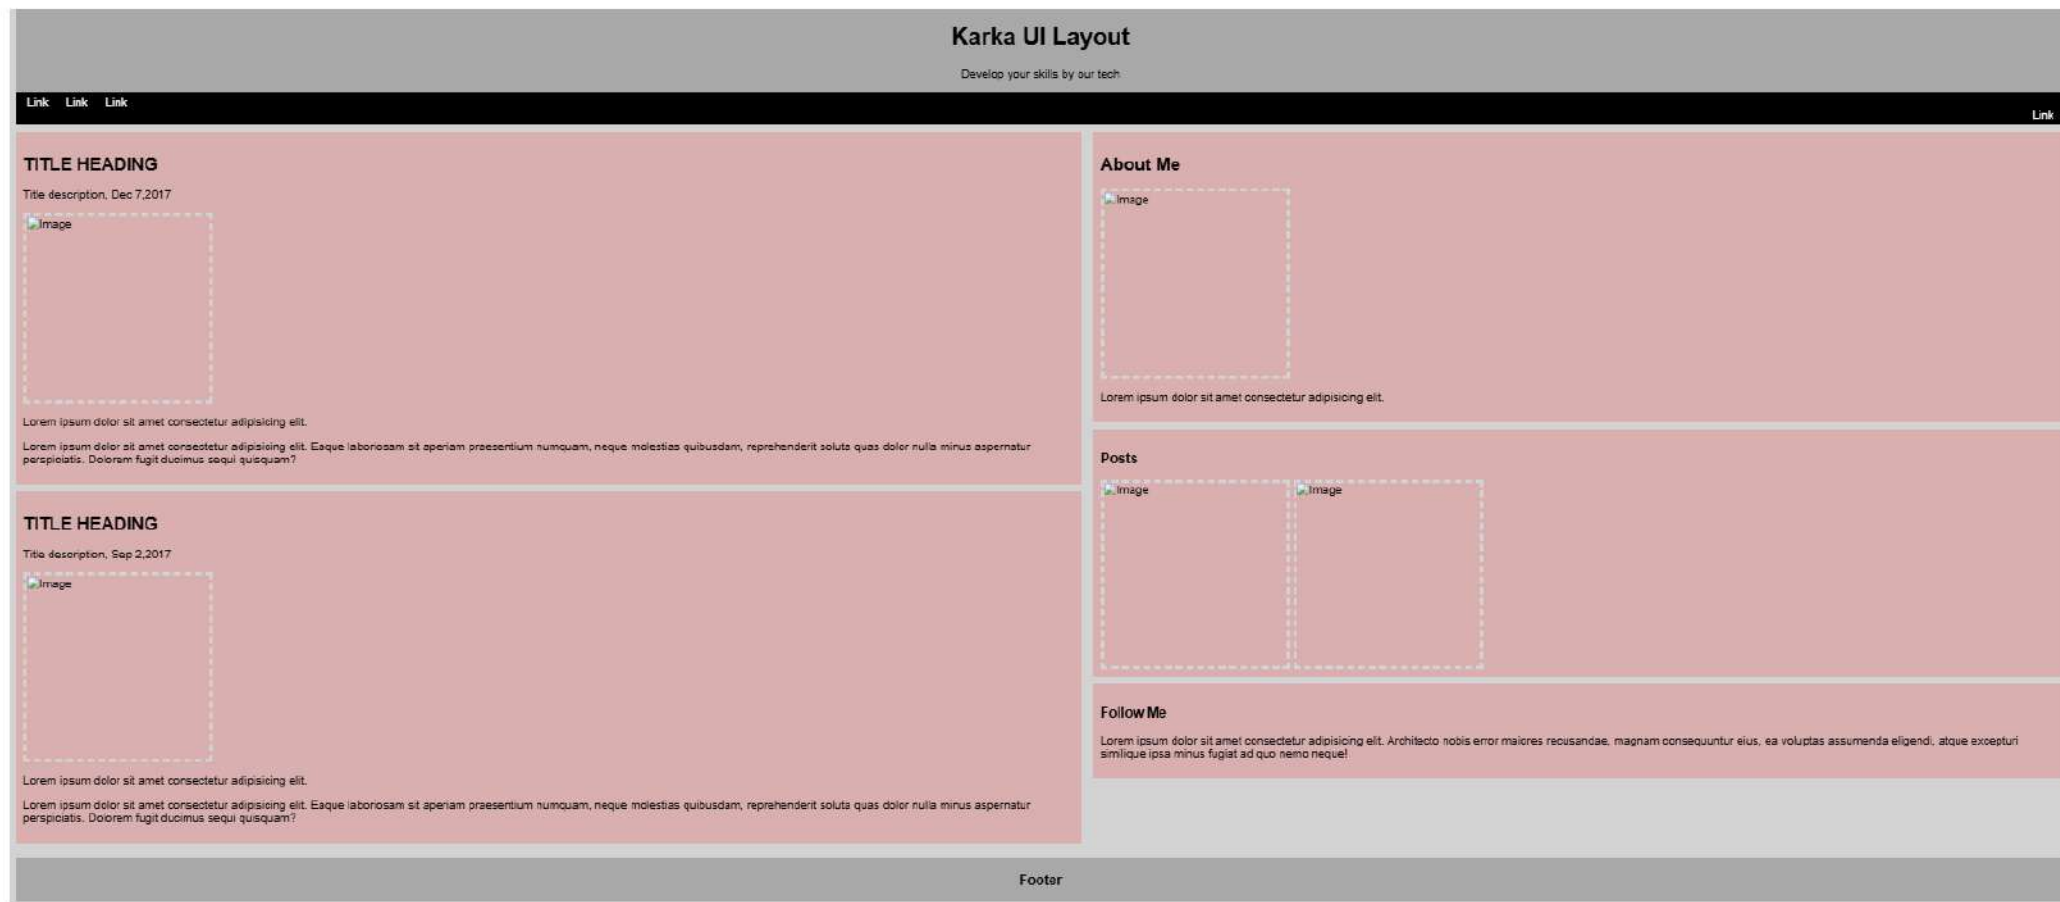 Karka UI Layout
Develop your skills by our tech
Link Link Link
Link
TITLE HEADING
Title description, Dec 7,2017
Image
Lorem ipsum dolor sit amet consectetur adipisicing elit.
Lorem ipsum dolor sit amet consectetur adipisicing elit. Eaque laboriosam sit aperiam praesentium numquam, neque molestias quibusdam, reprehenderit soluta quas dolor nulla minus aspernatur
perspiciatis. Dolorem fugit ducimus sequi quisquam?
TITLE HEADING
Title description, Sep 2,2017
Image
Lorem ipsum dolor sit amet consectetur adipisicing elit.
Lorem ipsum dolor sit amet consectetur adipisicing elit. Eaque laboriosam sit aperiam praesentium numquam, neque molestias quibusdam, reprehenderit soluta quas dolor nulla minus aspernatur
perspiciatis. Dolorem fugit ducimus sequi quisquam?
About Me
Image
Lorem ipsum dolor sit amet consectetur adipisicing elit.
Posts
Image Image
Follow Me
Lorem ipsum dolor sit amet consectetur adipisicing elit. Architecto nobis error maiores recusandae, magnam consequuntur eius, ea voluptas assumenda eligendi, atque excepturi
similique ipsa minus fugiat ad quo nemo neque!
Footer